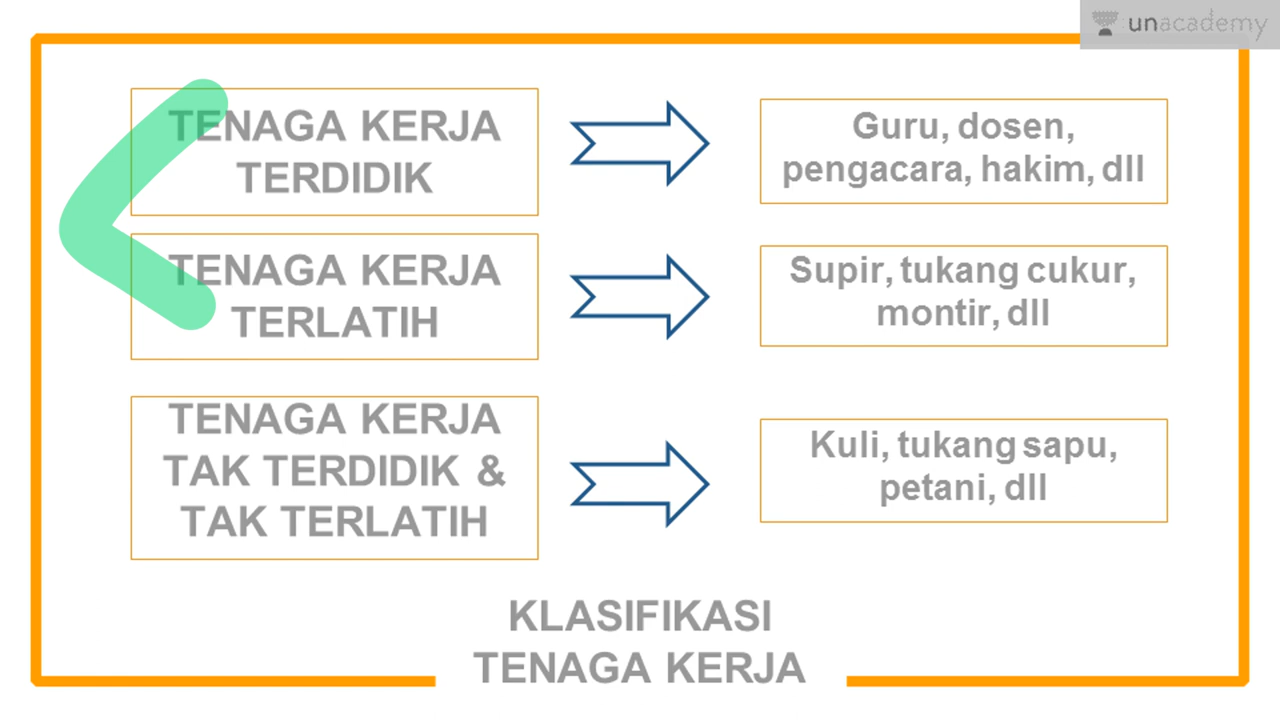 unacademy
TENAGA KERJA
TERDIDIK
Guru, dosen,
pengacara, hakim, dll
TENAGA KERJA
TERLATIH
Supir, tukang cukur,
montir, dll
TENAGA KERJA
TAK TERDIDIK &
TAK TERLATIH
Kuli, tukang sapu,
petani, dll
KLASIFIKASI
TENAGA KERJA